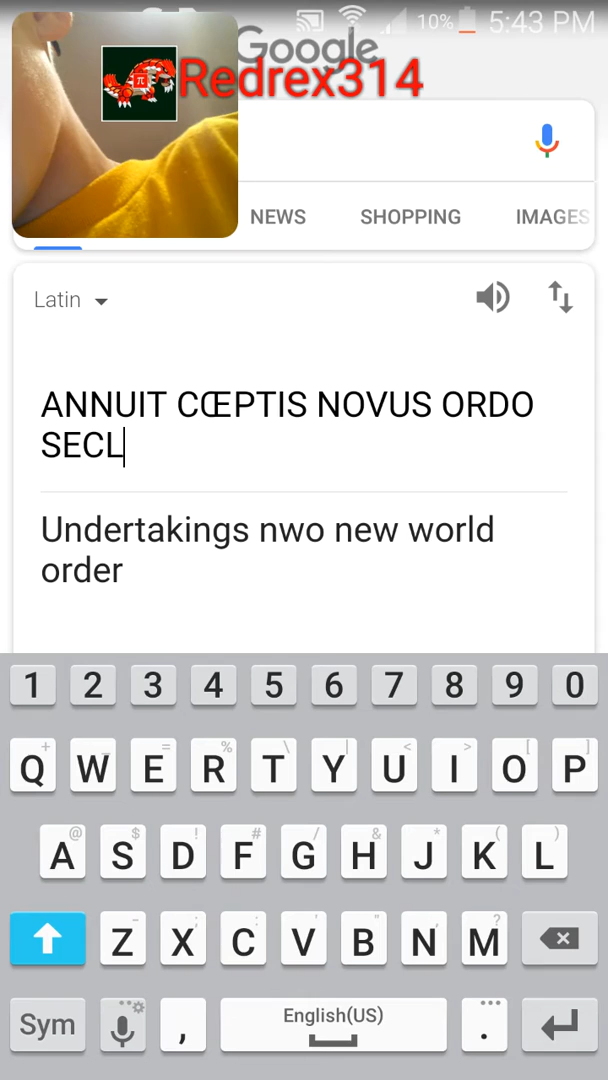 10% 5:43 PM
Google
π
Redrex314
NEWS SHOPPING IMAGES
Latin
ANNUIT CŒPTIS NOVUS ORDO
SECL
Undertakings nwo new world
order
1 2 3 4 5 6 7 8 9 0
+ _ = % \ | < > [ ]
Q W E R T Y U I O P
@ $ ! # / & * ( )
A S D F G H J K L
- ; : ' " , ?
Z X C V B N M
Sym , English(US) .